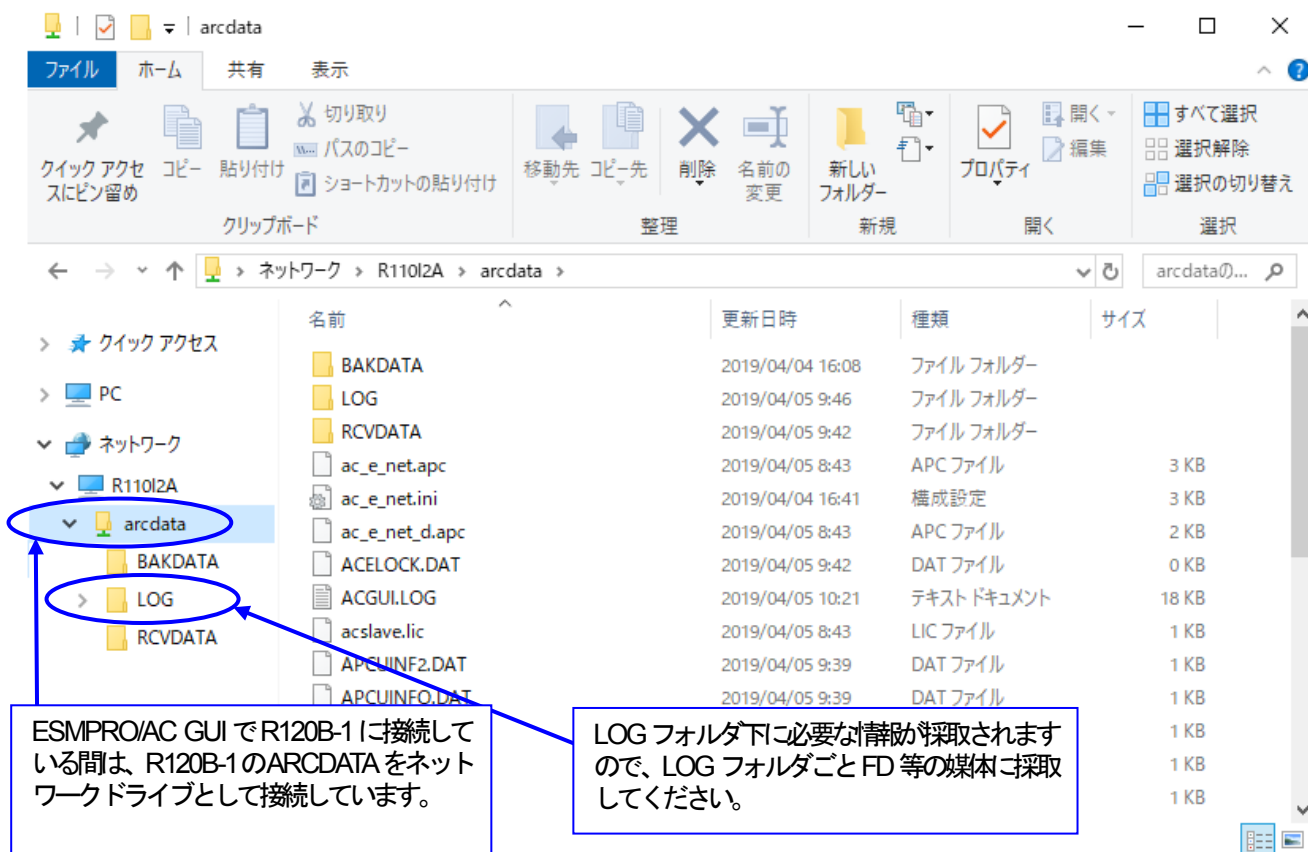 arcdata
ファイル ホーム 共有 表示
クイック アクセスにピン留め
コピー
貼り付け
切り取り
パスのコピー
ショートカットの貼り付け
クリップボード
移動先
コピー先
削除
名前の変更
整理
新しいフォルダー
新規
プロパティ
開く
編集
開く
すべて選択
選択解除
選択の切り替え
選択
ネットワーク › R110I2A › arcdata ›
arcdataの...
クイック アクセス
PC
ネットワーク
R110I2A
arcdata
BAKDATA
LOG
RCVDATA
名前 更新日時 種類 サイズ
BAKDATA 2019/04/04 16:08 ファイル フォルダー
LOG 2019/04/05 9:46 ファイル フォルダー
RCVDATA 2019/04/05 9:42 ファイル フォルダー
ac_e_net.apc 2019/04/05 8:43 APC ファイル 3 KB
ac_e_net.ini 2019/04/04 16:41 構成設定 3 KB
ac_e_net_d.apc 2019/04/05 8:43 APC ファイル 2 KB
ACELOCK.DAT 2019/04/05 9:42 DAT ファイル 0 KB
ACGUI.LOG 2019/04/05 10:21 テキスト ドキュメント 18 KB
acslave.lic 2019/04/05 8:43 LIC ファイル 1 KB
APCUINF2.DAT 2019/04/05 9:39 DAT ファイル 1 KB
APCUINFO.DAT 2019/04/05 9:39 DAT ファイル 1 KB
1 KB
1 KB
1 KB
ESMPRO/AC GUI で R120B-1 に接続して
いる間は、R120B-1のARCDATA をネット
ワークドライブとして接続しています。
LOG フォルダ下に必要な情報が採取されます
ので、LOG フォルダごと FD 等の媒体に採取
してください。